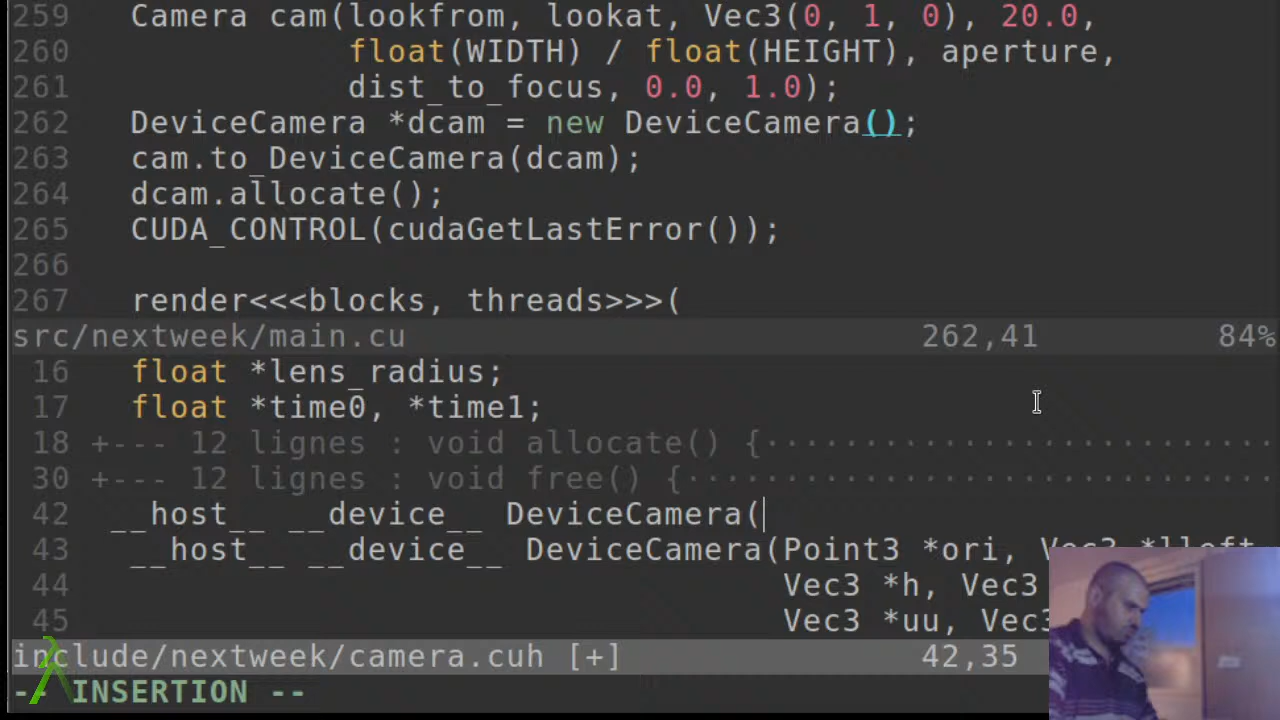 259   Camera cam(lookfrom, lookat, Vec3(0, 1, 0), 20.0,
260              float(WIDTH) / float(HEIGHT), aperture,
261              dist_to_focus, 0.0, 1.0);
262   DeviceCamera *dcam = new DeviceCamera();
263   cam.to_DeviceCamera(dcam);
264   dcam.allocate();
265   CUDA_CONTROL(cudaGetLastError());
266
267   render<<<blocks, threads>>>(
src/nextweek/main.cu 262,41 84%
16   float *lens_radius;
17   float *time0, *time1;
18 +--- 12 lignes : void allocate() {··························
30 +--- 12 lignes : void free() {······························
42  __host__ __device__ DeviceCamera(
43   __host__ __device__ DeviceCamera(Point3 *ori, Vec3 *lleft
44                                    Vec3 *h, Vec3
45                                    Vec3 *uu, Vec3
include/nextweek/camera.cuh [+] 42,35
-- INSERTION --